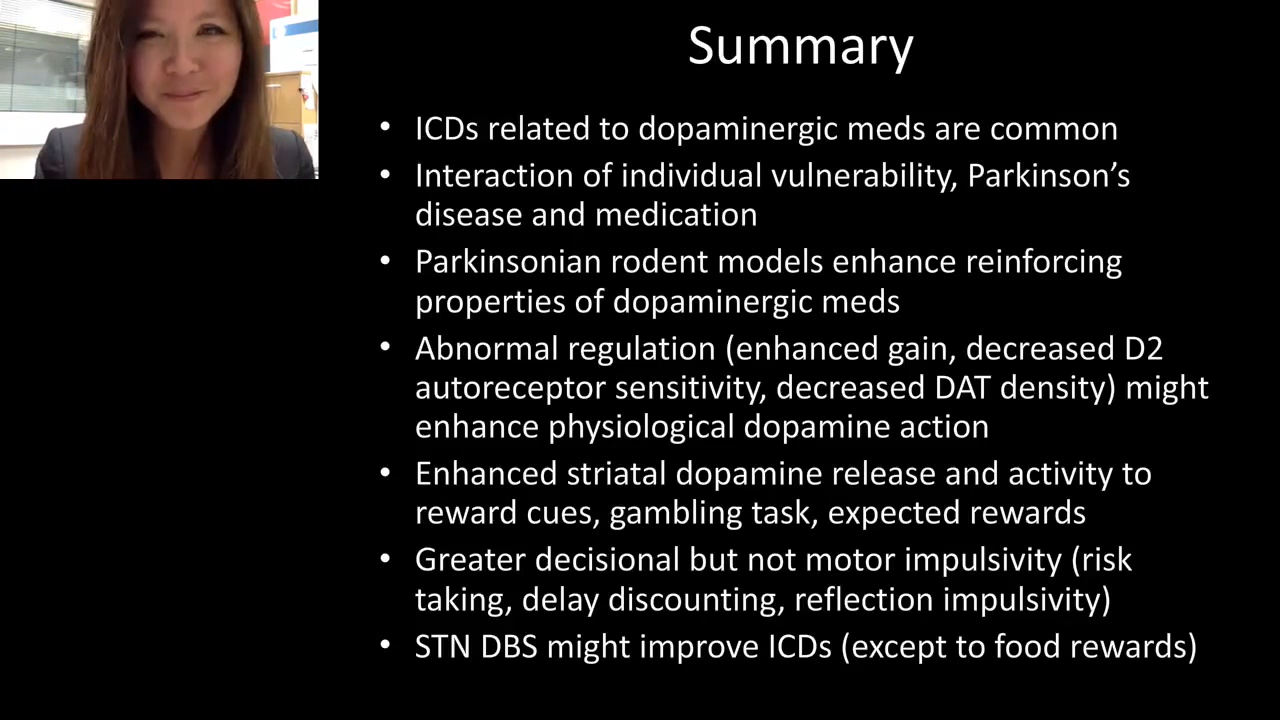 Summary
• ICDs related to dopaminergic meds are common
• Interaction of individual vulnerability, Parkinson’s
disease and medication
• Parkinsonian rodent models enhance reinforcing
properties of dopaminergic meds
• Abnormal regulation (enhanced gain, decreased D2
autoreceptor sensitivity, decreased DAT density) might
enhance physiological dopamine action
• Enhanced striatal dopamine release and activity to
reward cues, gambling task, expected rewards
• Greater decisional but not motor impulsivity (risk
taking, delay discounting, reflection impulsivity)
• STN DBS might improve ICDs (except to food rewards)